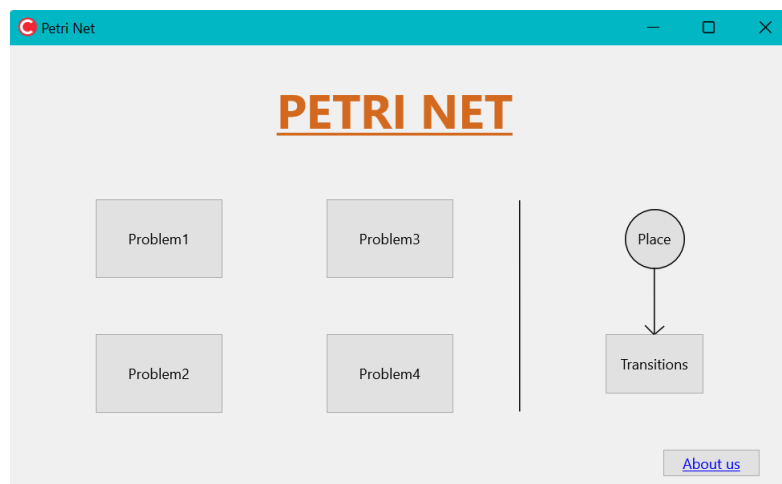 Petri Net
PETRI NET
Problem1
Problem3
Place
Problem2
Problem4
Transitions
About us